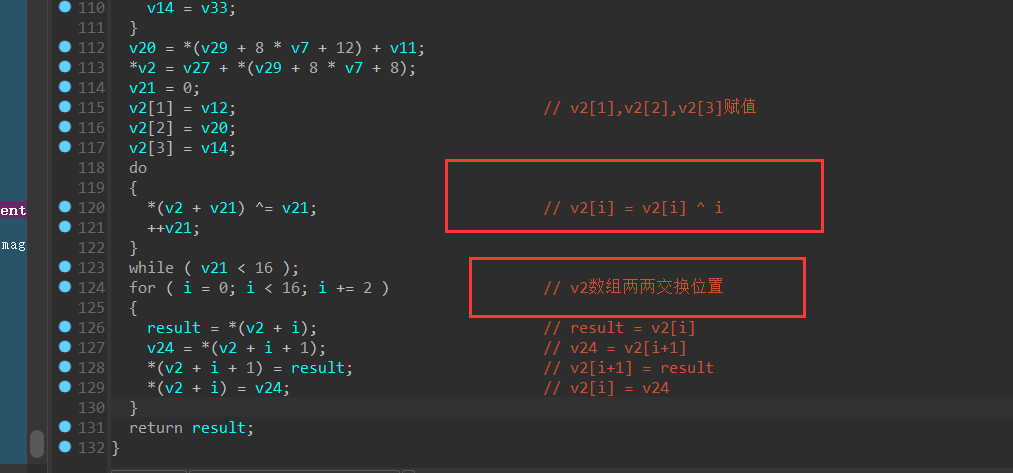 110 v14 = v33;
111 }
112 v20 = *(v29 + 8 * v7 + 12) + v11;
113 *v2 = v27 + *(v29 + 8 * v7 + 8);
114 v21 = 0;
115 v2[1] = v12; // v2[1],v2[2],v2[3]赋值
116 v2[2] = v20;
117 v2[3] = v14;
118 do
119 {
ent 120 *(v2 + v21) ^= v21; // v2[i] = v2[i] ^ i
121 ++v21;
mag 122 }
123 while ( v21 < 16 );
124 for ( i = 0; i < 16; i += 2 ) // v2数组两两交换位置
125 {
126 result = *(v2 + i); // result = v2[i]
127 v24 = *(v2 + i + 1); // v24 = v2[i+1]
128 *(v2 + i + 1) = result; // v2[i+1] = result
129 *(v2 + i) = v24; // v2[i] = v24
130 }
131 return result;
132 }